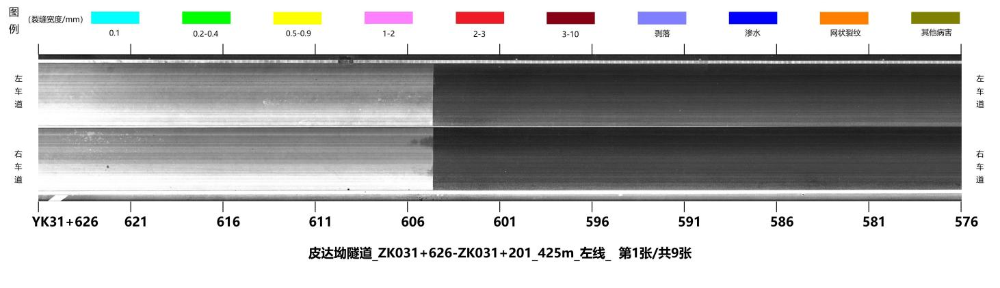 图例
(裂缝宽度/mm)
0.1 0.2-0.4 0.5-0.9 1-2 2-3 3-10 剥落 渗水 网状裂纹 其他病害
左车道 左车道
右车道 右车道
YK31+626 621 616 611 606 601 596 591 586 581 576
皮达坳隧道_ZK031+626-ZK031+201_425m_左线_ 第1张/共9张